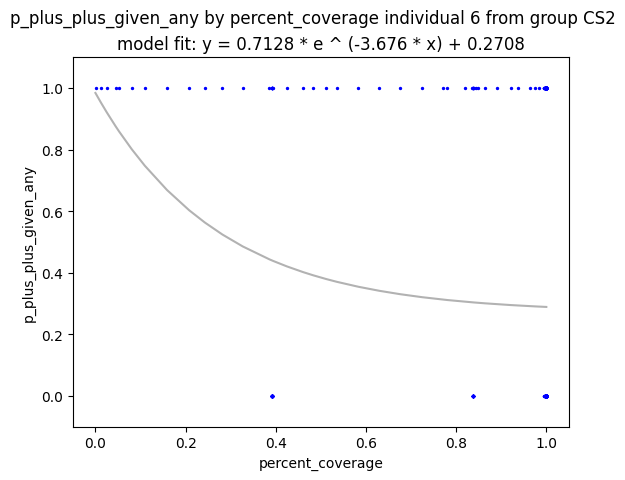 p_plus_plus_given_any by percent_coverage individual 6 from group CS2
model fit: y = 0.7128 * e ^ (-3.676 * x) + 0.2708
1.0
0.8
0.6
0.4
0.2
0.0
p_plus_plus_given_any
0.0 0.2 0.4 0.6 0.8 1.0
percent_coverage